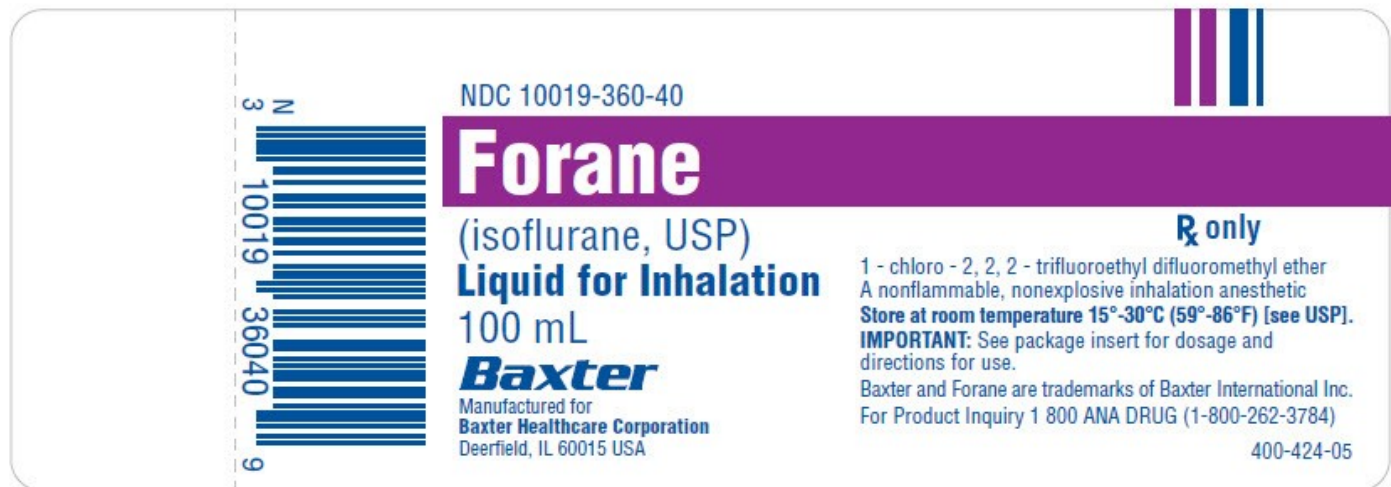 N
3 10019 36040 9
NDC 10019-360-40
Forane
(isoflurane, USP)
Liquid for Inhalation
100 mL
Baxter
Manufactured for
Baxter Healthcare Corporation
Deerfield, IL 60015 USA
℞ only
1 - chloro - 2, 2, 2 - trifluoroethyl difluoromethyl ether
A nonflammable, nonexplosive inhalation anesthetic
Store at room temperature 15°-30°C (59°-86°F) [see USP].
IMPORTANT: See package insert for dosage and
directions for use.
Baxter and Forane are trademarks of Baxter International Inc.
For Product Inquiry 1 800 ANA DRUG (1-800-262-3784)
400-424-05